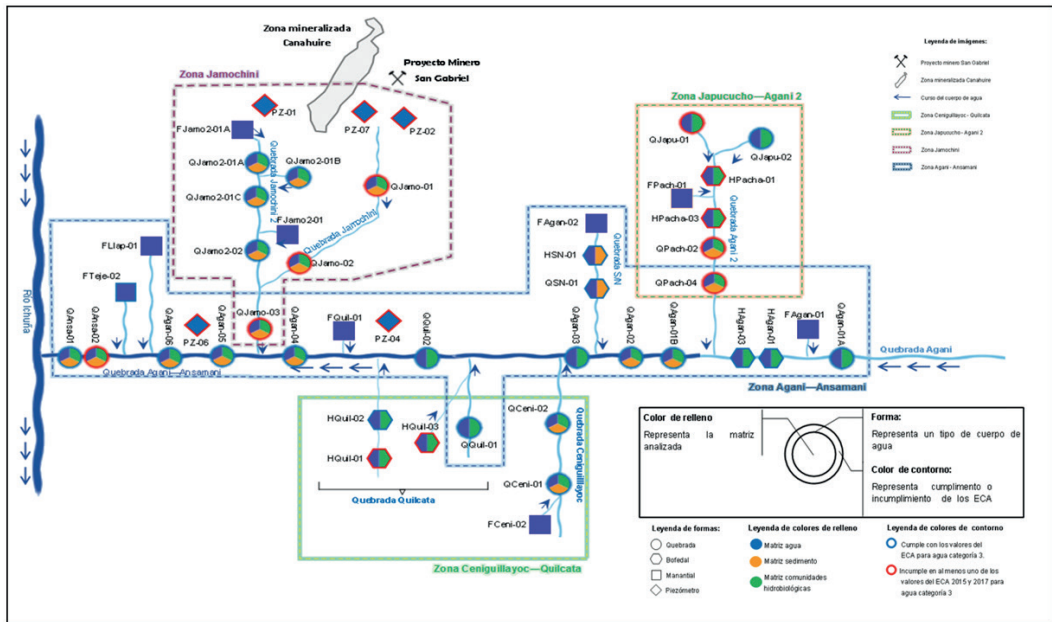 Zona mineralizada
Canahuire
Proyecto Minero
San Gabriel
Zona Jamochini
PZ-01
PZ-07
PZ-02
FJamo2-01A
QJamo2-01A
QJamo2-01B
QJamo2-01C
Quebrada Jamochini 2
QJamo-01
FJamo2-01
Quebrada Jamochini
QJamo2-02
QJamo-02
QJamo-03
Zona Japucucho—Agani 2
QJapu-01
QJapu-02
HPacha-01
FPach-01
HPacha-03
Quebrada Agani 2
QPach-02
QPach-04
Leyenda de imágenes:
Proyecto minero San Gabriel
Zona mineralizada Canahuire
Curso del cuerpo de agua
Zona Ceniguillayoc- Quilcata
Zona Japucucho- Agani 2
Zona Jamochini
Zona Agani - Ansamani
Río Ichuña
FLlap-01
FTeje-02
QAnsa-01
QAnsa-02
QAgan-06
PZ-06
QAgan-05
QAgan-04
FQuil-01
PZ-04
QQuil-02
FAgan-02
HSN-01
QSN-01
Quebrada S/N
QAgan-03
QAgan-02
QAgan-01B
HAgan-03
HAgan-01
FAgan-01
QAgan-01A
Quebrada Agani
Quebrada Agani—Ansamani
Zona Agani—Ansamani
HQuil-02
HQuil-03
HQuil-01
QQuil-01
Quebrada Quilcata
QCeni-02
Quebrada Ceniguillayoc
QCeni-01
FCeni-02
Zona Ceniguillayoc—Quilcata
Color de relleno
Representa la matriz
analizada
Forma:
Representa un tipo de cuerpo de
agua
Color de contorno:
Representa cumplimento o
incumplimiento de los ECA
Leyenda de formas:
Quebrada
Bofedal
Manantial
Piezómetro
Leyenda de colores de relleno
Matriz agua
Matriz sedimento
Matriz comunidades
hidrobiológicas
Leyenda de colores de contorno
Cumple con los valores del
ECA para agua categoría 3.
Incumple en al menos uno de los
valores del ECA 2015 y 2017 para
agua categoría 3